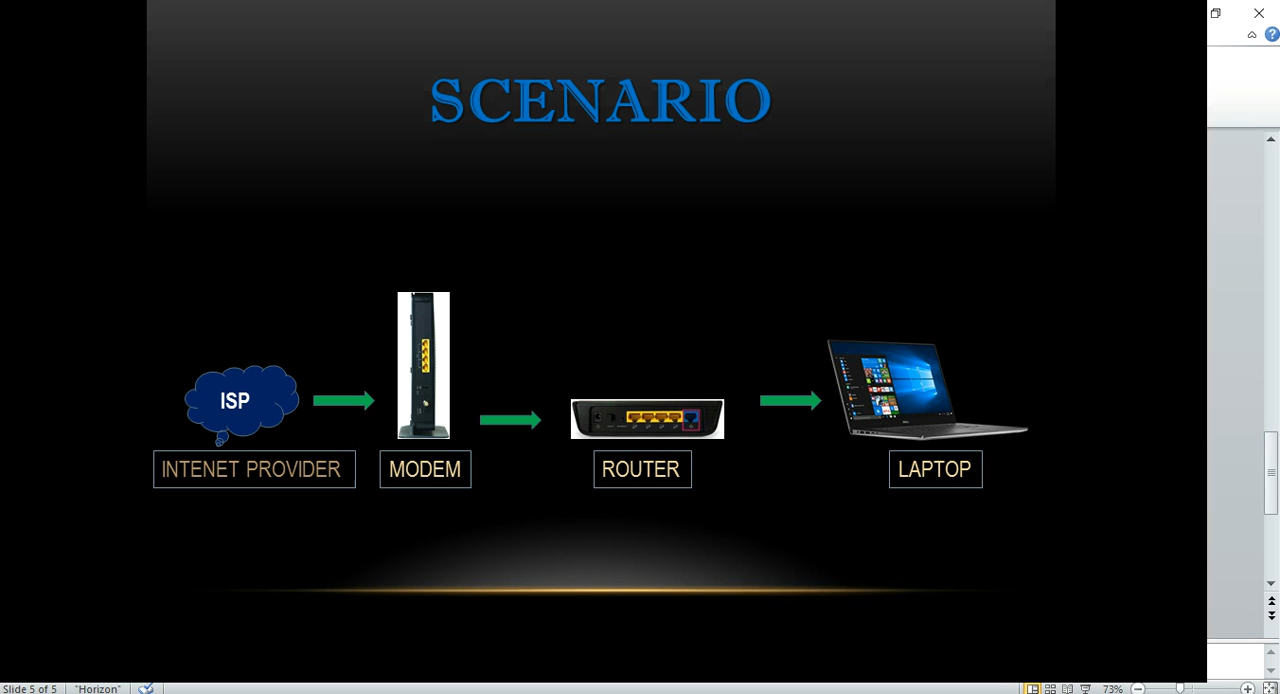 SCENARIO
ISP
INTENET PROVIDER
MODEM
ROUTER
LAPTOP
Slide 5 of 5 "Horizon" 73%